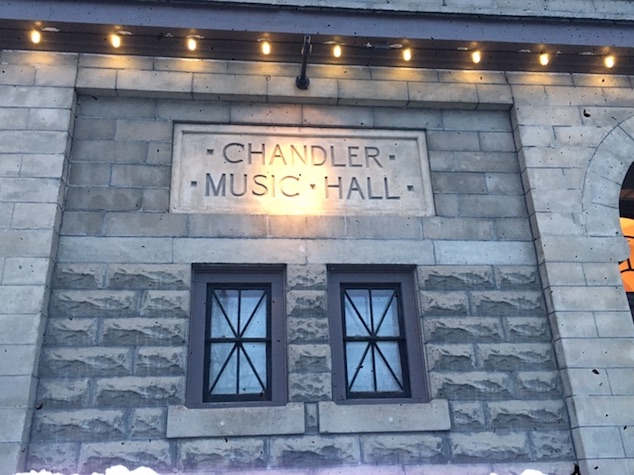 · CHANDLER ·
· MUSIC · HALL ·